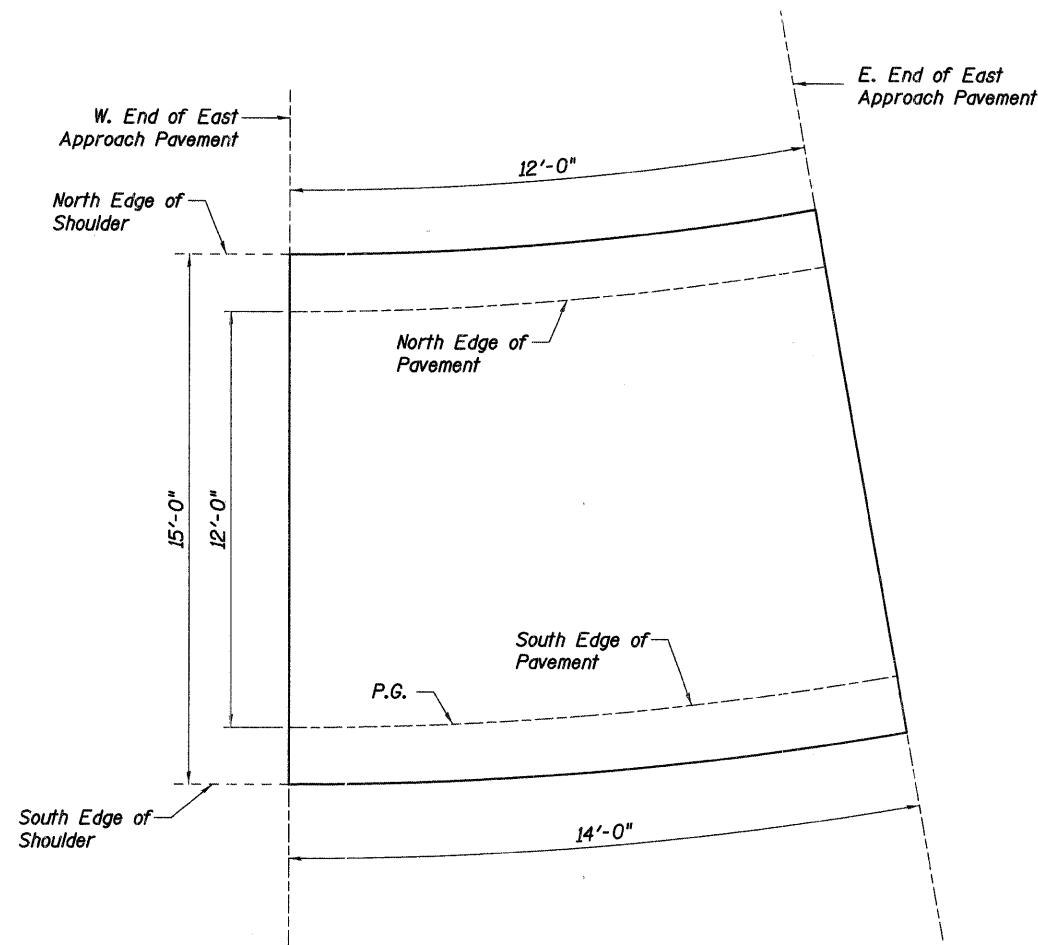 E. End of East
Approach Pavement
W. End of East
Approach Pavement
12'-0"
North Edge of
Shoulder
North Edge of
Pavement
15'-0"
12'-0"
South Edge of
Pavement
P.G.
South Edge of
Shoulder
14'-0"